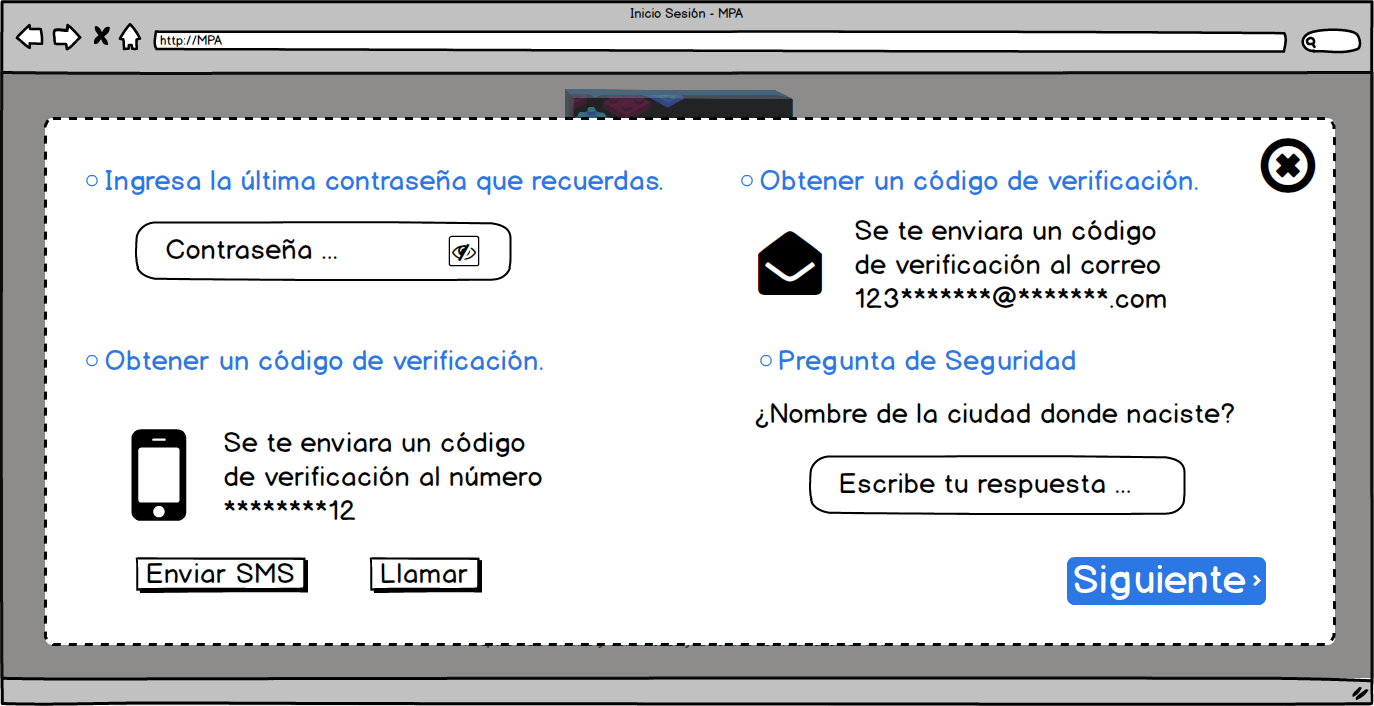 Inicio Sesión - MPA
http://MPA
Ingresa la última contraseña que recuerdas.
Contraseña ...
Obtener un código de verificación.
Se te enviara un código
de verificación al correo
123*******@*******.com
Obtener un código de verificación.
Se te enviara un código
de verificación al número
********12
Enviar SMS
Llamar
Pregunta de Seguridad
¿Nombre de la ciudad donde naciste?
Escribe tu respuesta ...
Siguiente